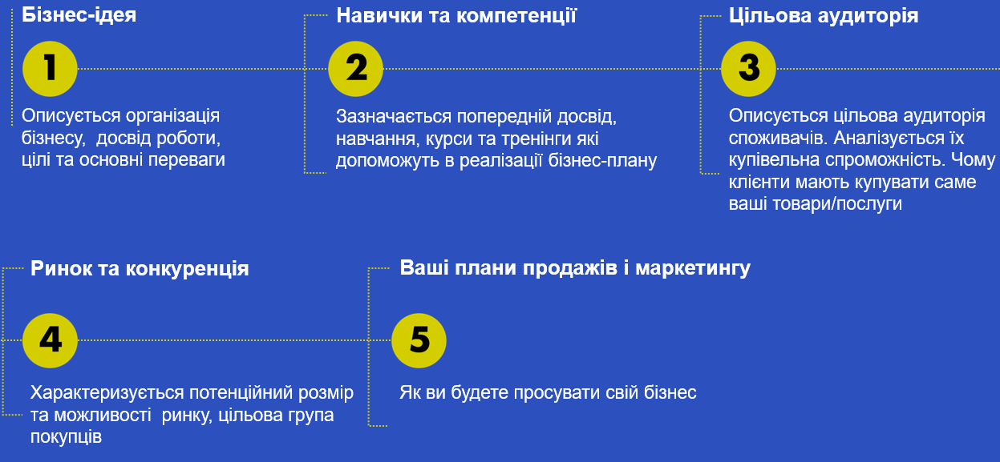 Бізнес-ідея
1
Описується організація
бізнесу, досвід роботи,
цілі та основні переваги
Навички та компетенції
2
Зазначається попередній досвід,
навчання, курси та тренінги які
допоможуть в реалізації бізнес-плану
Цільова аудиторія
3
Описується цільова аудиторія
споживачів. Аналізується їх
купівельна спроможність. Чому
клієнти мають купувати саме
ваші товари/послуги
Ринок та конкуренція
4
Характеризується потенційний розмір
та можливості ринку, цільова група
покупців
Ваші плани продажів і маркетингу
5
Як ви будете просувати свій бізнес